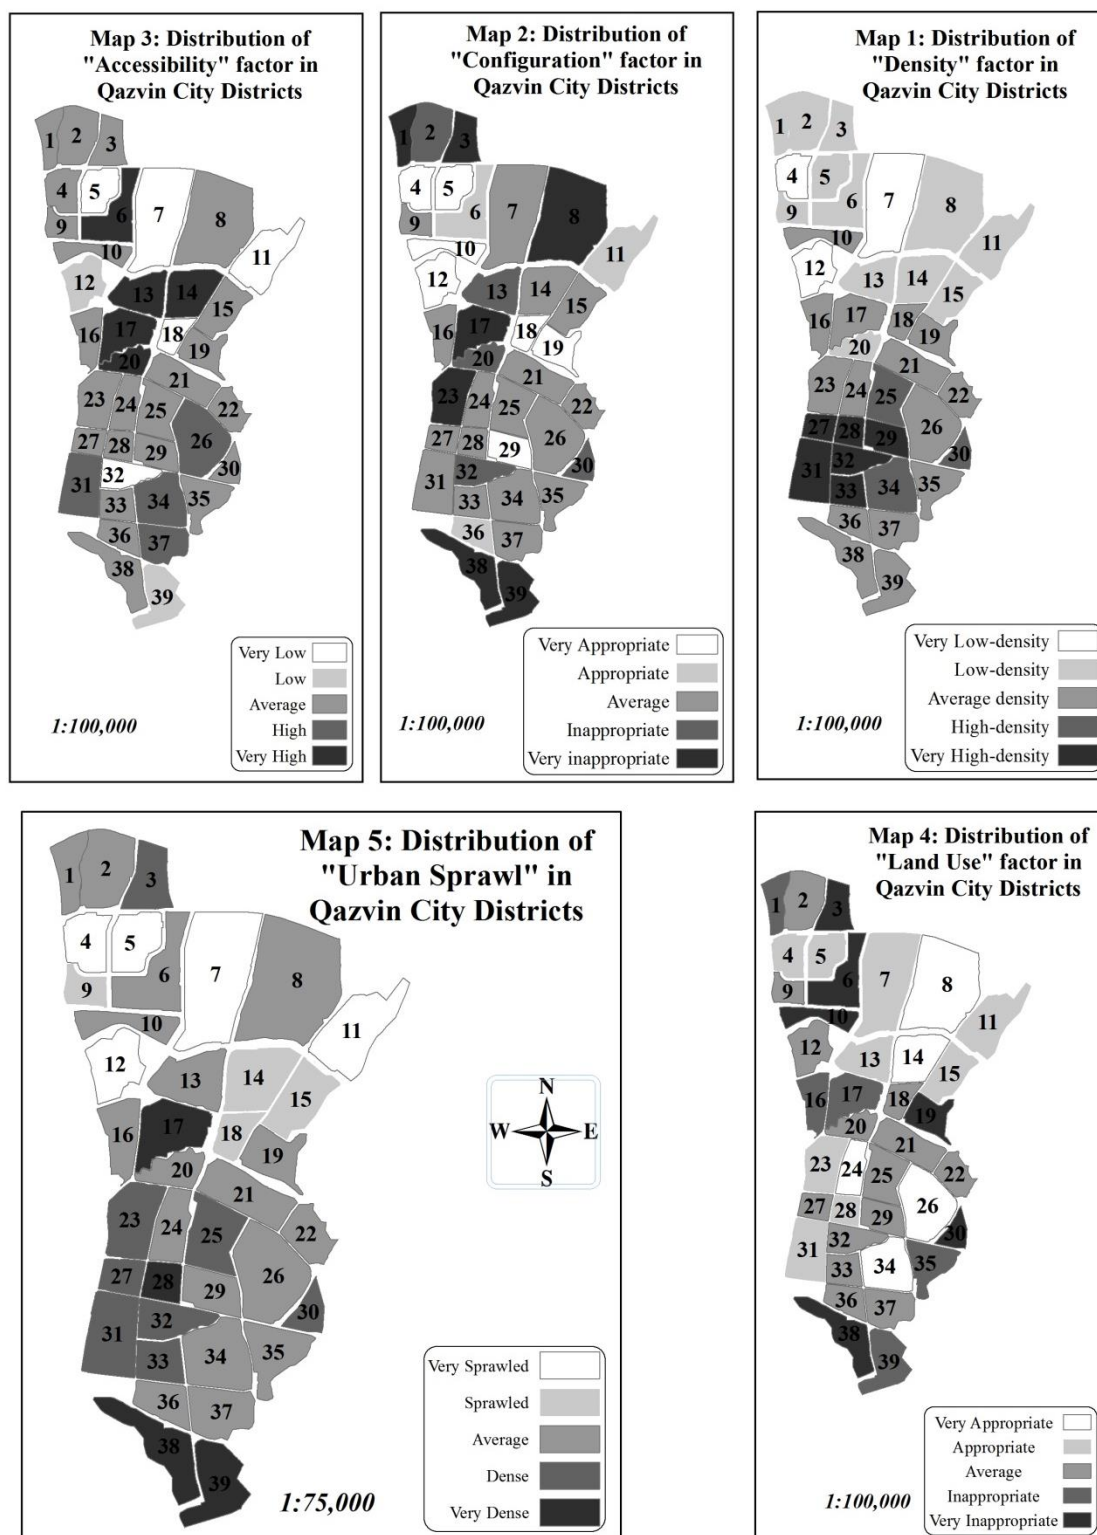 Map 3: Distribution of
"Accessibility" factor in
Qazvin City Districts
1 2 3
4 5 6 7 8
9 10 11
12 13 14 15
16 17 18 19
20 21
23 24 25 22
27 28 29 26
30
31 32
33 34 35
36 37
38 39
Very Low
Low
Average
High
Very High
1:100,000
Map 2: Distribution of
"Configuration" factor in
Qazvin City Districts
1 2 3
4 5 6 7 8
9 10 11
12 13 14 15
16 17 18 19
20 21
23 24 25 22
27 28 29 26
30
31 32
33 34 35
36 37
38 39
Very Appropriate
Appropriate
Average
Inappropriate
Very inappropriate
1:100,000
Map 1: Distribution of
"Density" factor in
Qazvin City Districts
1 2 3
4 5 6 7 8
9 10 11
12 13 14 15
16 17 18 19
20 21
23 24 25 22
27 28 29 26
30
31 32
33 34 35
36 37
38 39
Very Low-density
Low-density
Average density
High-density
Very High-density
1:100,000
Map 5: Distribution of
"Urban Sprawl" in
Qazvin City Districts
1 2 3
4 5 6 7 8
9 10 11
12 13 14 15
16 17 18 19
20 21
23 24 25 22
27 28 29 26
30
31 32
33 34 35
36 37
38 39
N
W E
S
Very Sprawled
Sprawled
Average
Dense
Very Dense
1:75,000
Map 4: Distribution of
"Land Use" factor in
Qazvin City Districts
1 2 3
4 5 6 7 8
9 10 11
12 13 14 15
16 17 18 19
20 21
23 24 25 22
27 28 29 26
30
31 32
33 34 35
36 37
38 39
Very Appropriate
Appropriate
Average
Inappropriate
Very Inappropriate
1:100,000